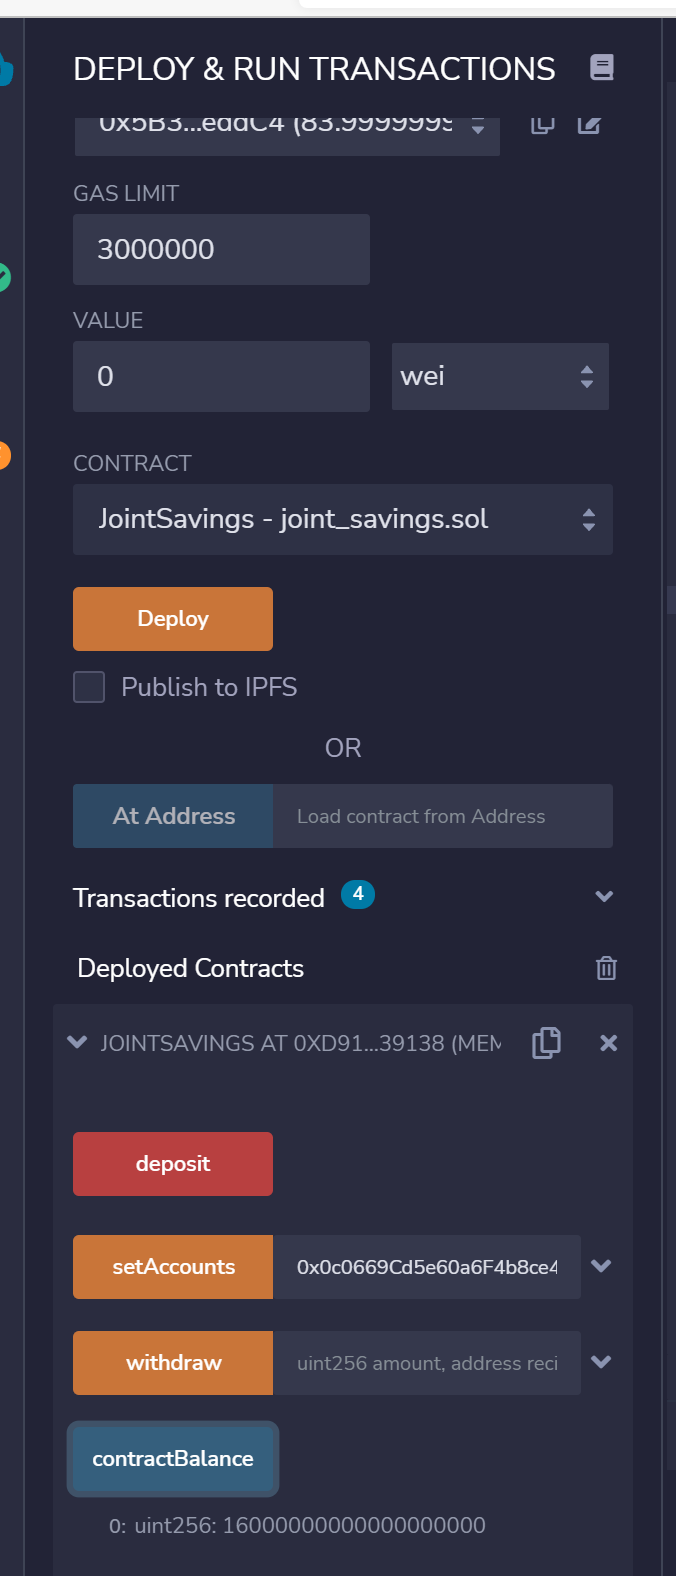 DEPLOY & RUN TRANSACTIONS
0x5B3...eddC4 (83.9999999
GAS LIMIT
3000000
VALUE
0 wei
CONTRACT
JointSavings - joint_savings.sol
Deploy
Publish to IPFS
OR
At Address Load contract from Address
Transactions recorded 4
Deployed Contracts
JOINTSAVINGS AT 0XD91...39138 (MEM
deposit
setAccounts 0x0c0669Cd5e60a6F4b8ce4
withdraw uint256 amount, address reci
contractBalance
0: uint256: 16000000000000000000